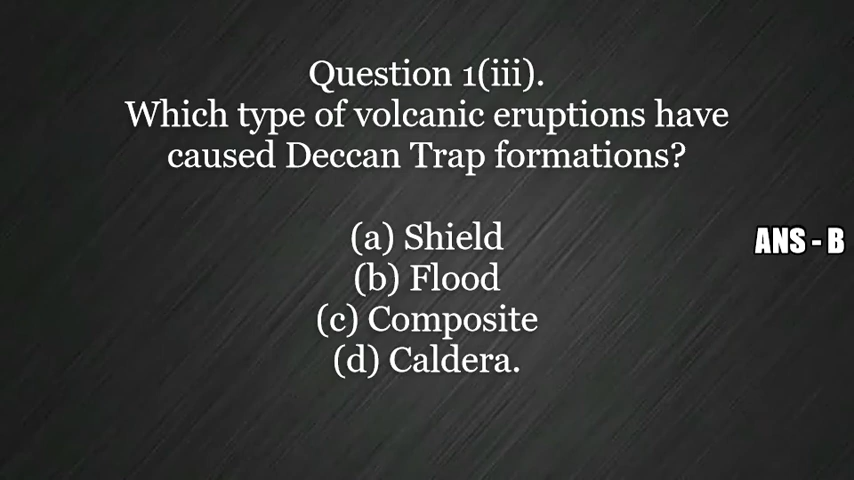 Question 1(iii).
Which type of volcanic eruptions have
caused Deccan Trap formations?
(a) Shield
(b) Flood
(c) Composite
(d) Caldera.
ANS - B